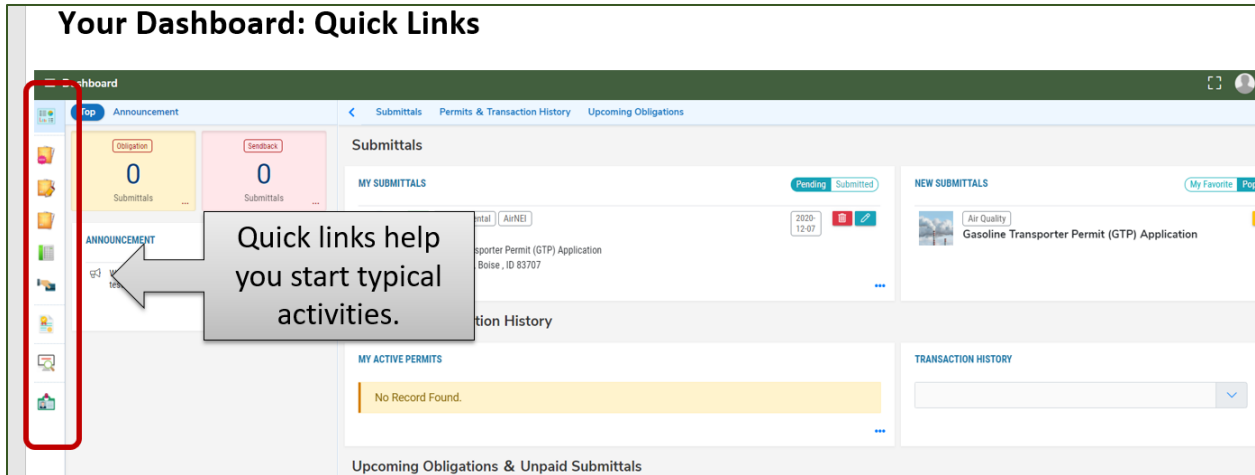 Your Dashboard: Quick Links
Dashboard
Top Announcement
Submittals Permits & Transaction History Upcoming Obligations
Obligation
0
Submittals
...
Sendback
0
Submittals
...
ANNOUNCEMENT
Quick links help
you start typical
activities.
Submittals
MY SUBMITTALS
Pending Submitted
AirNEI
2020-
12-07
Permit (GTP) Application
Boise , ID 83707
...
NEW SUBMITTALS
My Favorite
Air Quality
Gasoline Transporter Permit (GTP) Application
History
MY ACTIVE PERMITS
No Record Found.
...
TRANSACTION HISTORY
Upcoming Obligations & Unpaid Submittals